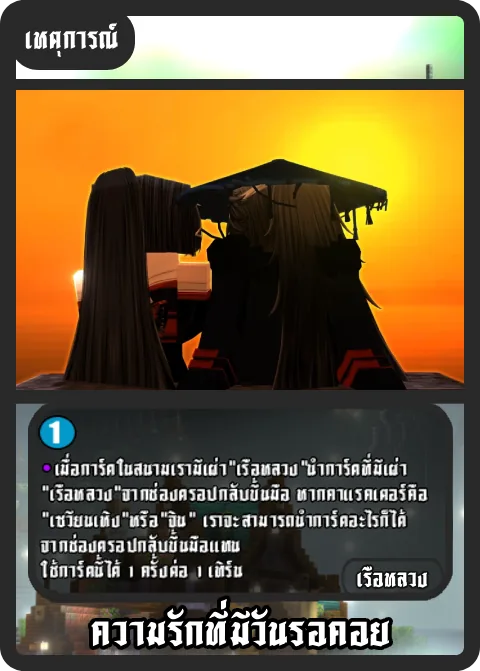 เหตุการณ์
1
เมื่อการ์ดในสนามเรามีเผ่า"เรือหลวง"นำการ์ดที่มีเผ่า
"เรือหลวง"จากช่องดรอปกลับขึ้นมือ หากคาแรคเตอร์คือ
"เซวียนเหิง"หรือ"จิน" เราจะสามารถนำการ์ดอะไรก็ได้
จากช่องดรอปกลับขึ้นมือแทน
ใช้การ์ดนี้ได้ 1 ครั้งต่อ 1 เทิร์น
เรือหลวง
ความรักที่มีวันรอคอย